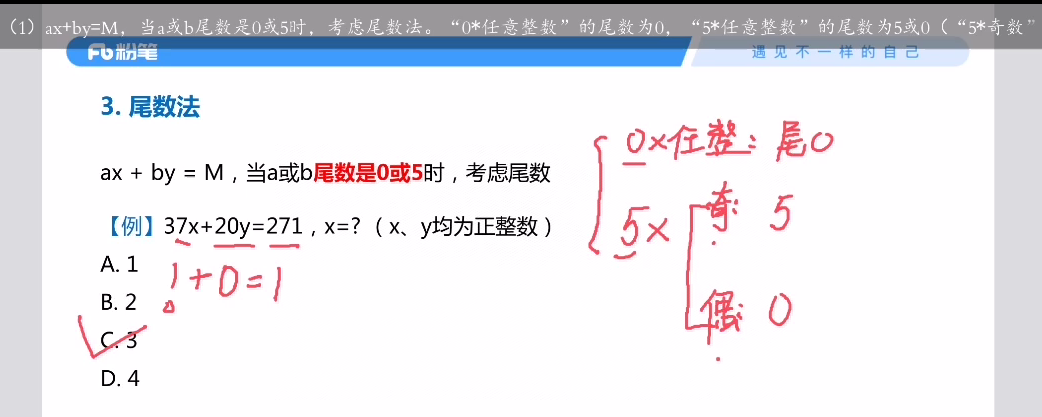 (1) ax+by=M，当a或b尾数是0或5时，考虑尾数法。“0*任意整数”的尾数为0，“5*任意整数”的尾数为5或0（“5*奇数”
粉笔
遇见不一样的自己
3. 尾数法
ax + by = M，当a或b尾数是0或5时，考虑尾数
【例】37x+20y=271，x=?（x、y均为正整数）
A. 1
B. 2
C. 3
D. 4
1+0=1
0×任整：尾0
5×
奇：5
偶：0